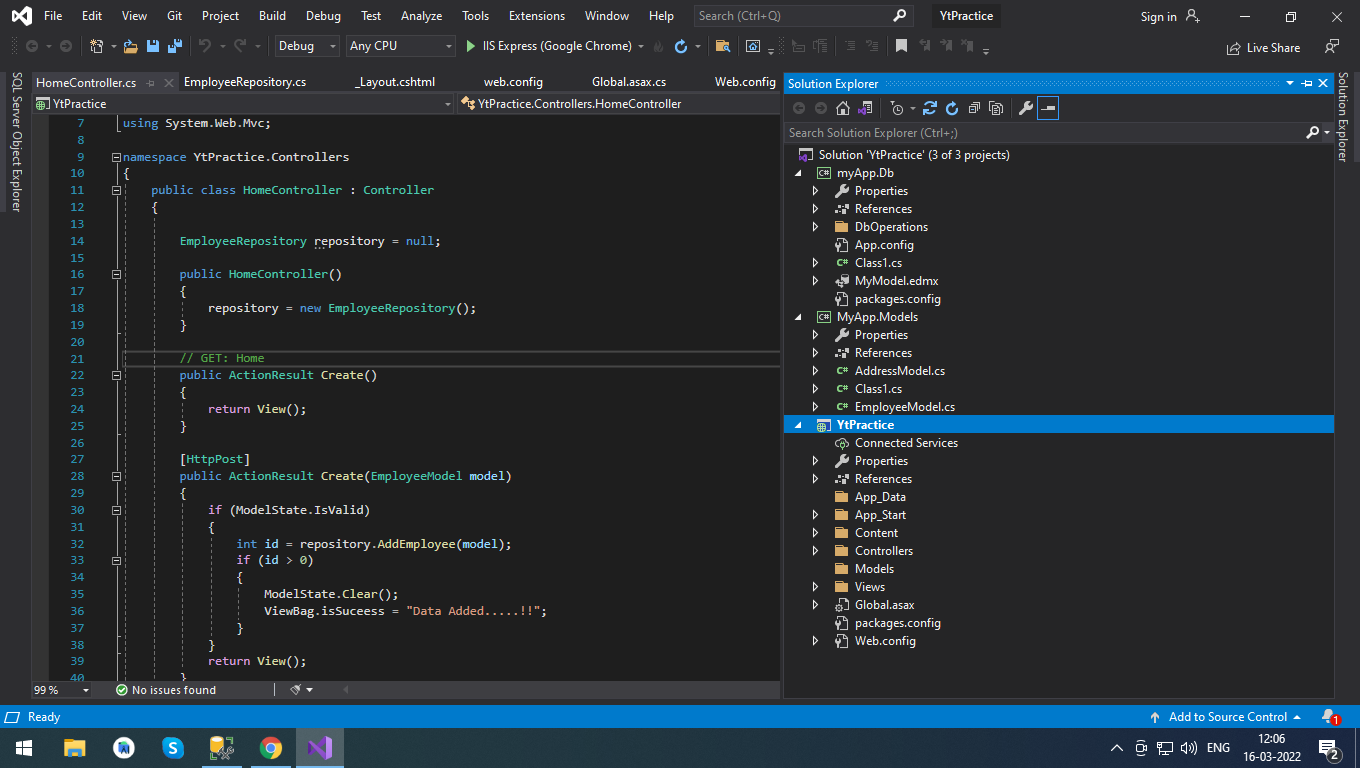 File Edit View Git Project Build Debug Test Analyze Tools Extensions Window Help Search (Ctrl+Q) YtPractice Sign in
Debug Any CPU IIS Express (Google Chrome) Live Share
SQL Server Object Explorer
HomeController.cs EmployeeRepository.cs _Layout.cshtml web.config Global.asax.cs Web.config
YtPractice YtPractice.Controllers.HomeController
7 using System.Web.Mvc;
8
9 namespace YtPractice.Controllers
10 {
11 public class HomeController : Controller
12 {
13
14 EmployeeRepository repository = null;
15
16 public HomeController()
17 {
18 repository = new EmployeeRepository();
19 }
20
21 // GET: Home
22 public ActionResult Create()
23 {
24 return View();
25 }
26
27 [HttpPost]
28 public ActionResult Create(EmployeeModel model)
29 {
30 if (ModelState.IsValid)
31 {
32 int id = repository.AddEmployee(model);
33 if (id > 0)
34 {
35 ModelState.Clear();
36 ViewBag.isSuceess = "Data Added.....!!";
37 }
38 }
39 return View();
40 }
99 % No issues found
Solution Explorer
Search Solution Explorer (Ctrl+;)
Solution 'YtPractice' (3 of 3 projects)
myApp.Db
Properties
References
DbOperations
App.config
C# Class1.cs
MyModel.edmx
packages.config
MyApp.Models
Properties
References
C# AddressModel.cs
C# Class1.cs
C# EmployeeModel.cs
YtPractice
Connected Services
Properties
References
App_Data
App_Start
Content
Controllers
Models
Views
Global.asax
packages.config
Web.config
Solution Explorer
Ready Add to Source Control 1
ENG 12:06
16-03-2022 2